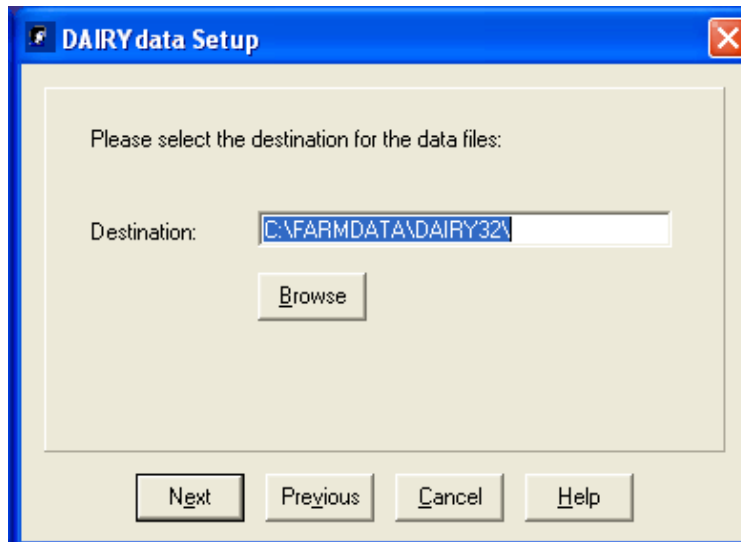 DAIRYdata Setup
Please select the destination for the data files:
Destination: C:\FARMDATA\DAIRY32\
Browse
Next Previous Cancel Help